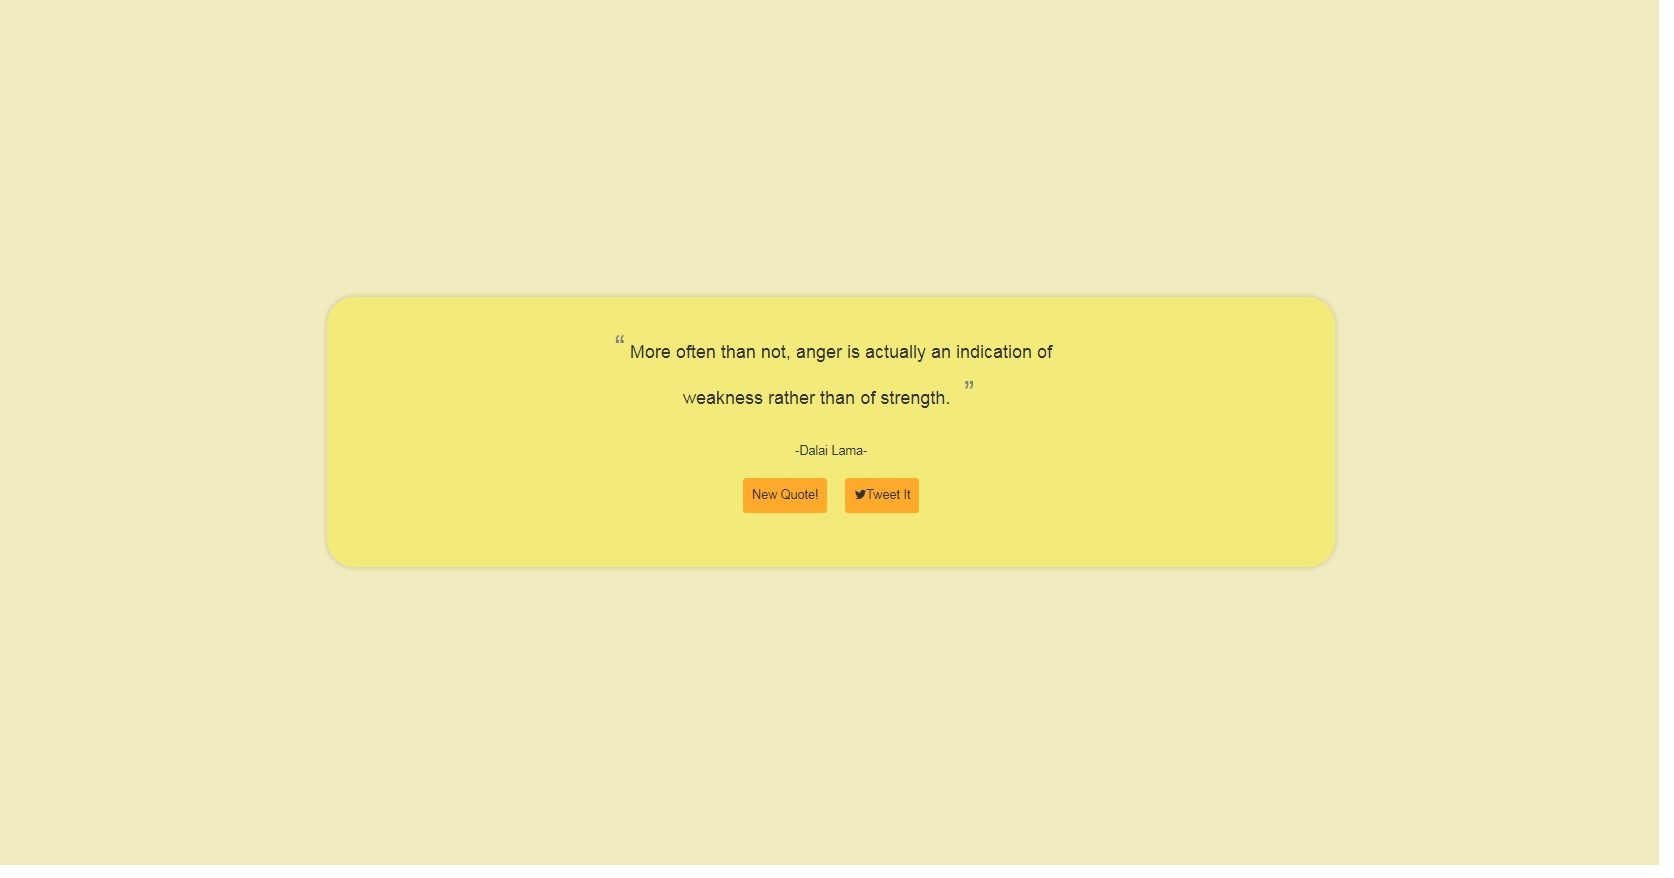 “ More often than not, anger is actually an indication of
weakness rather than of strength. ”
-Dalai Lama-
New Quote! Tweet It